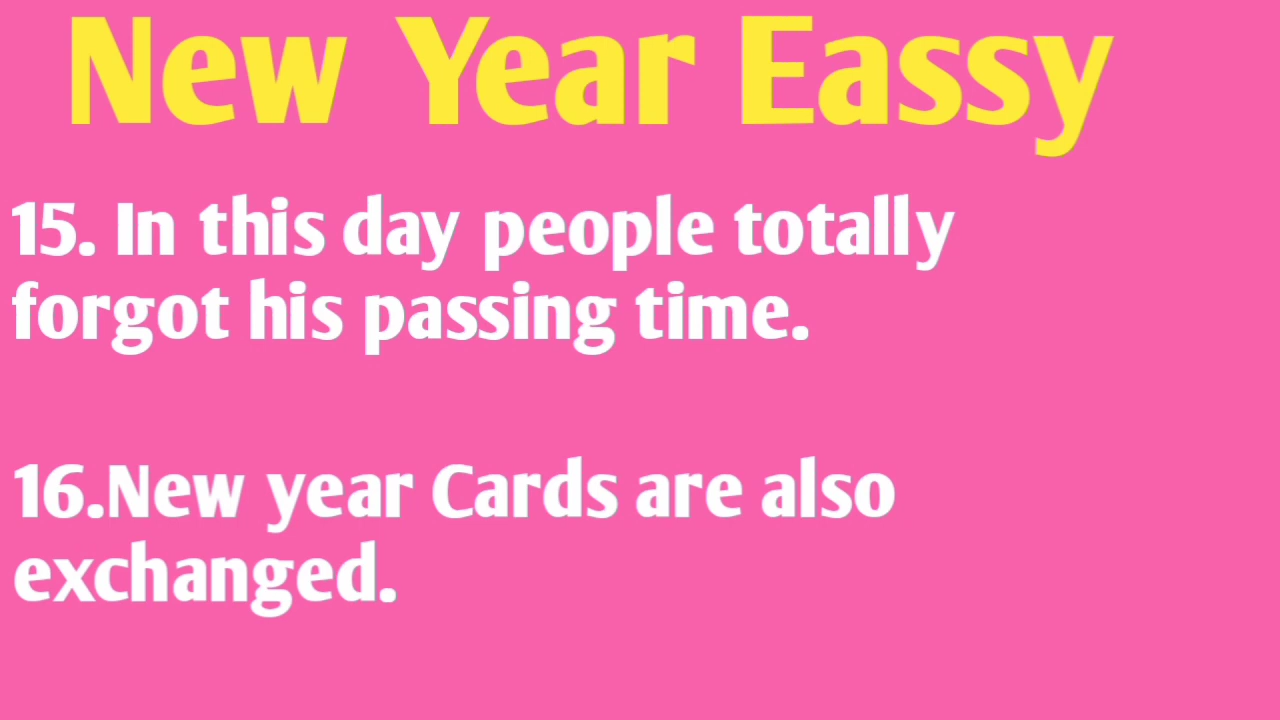 New Year Eassy
15. In this day people totally
forgot his passing time.
16.New year Cards are also
exchanged.